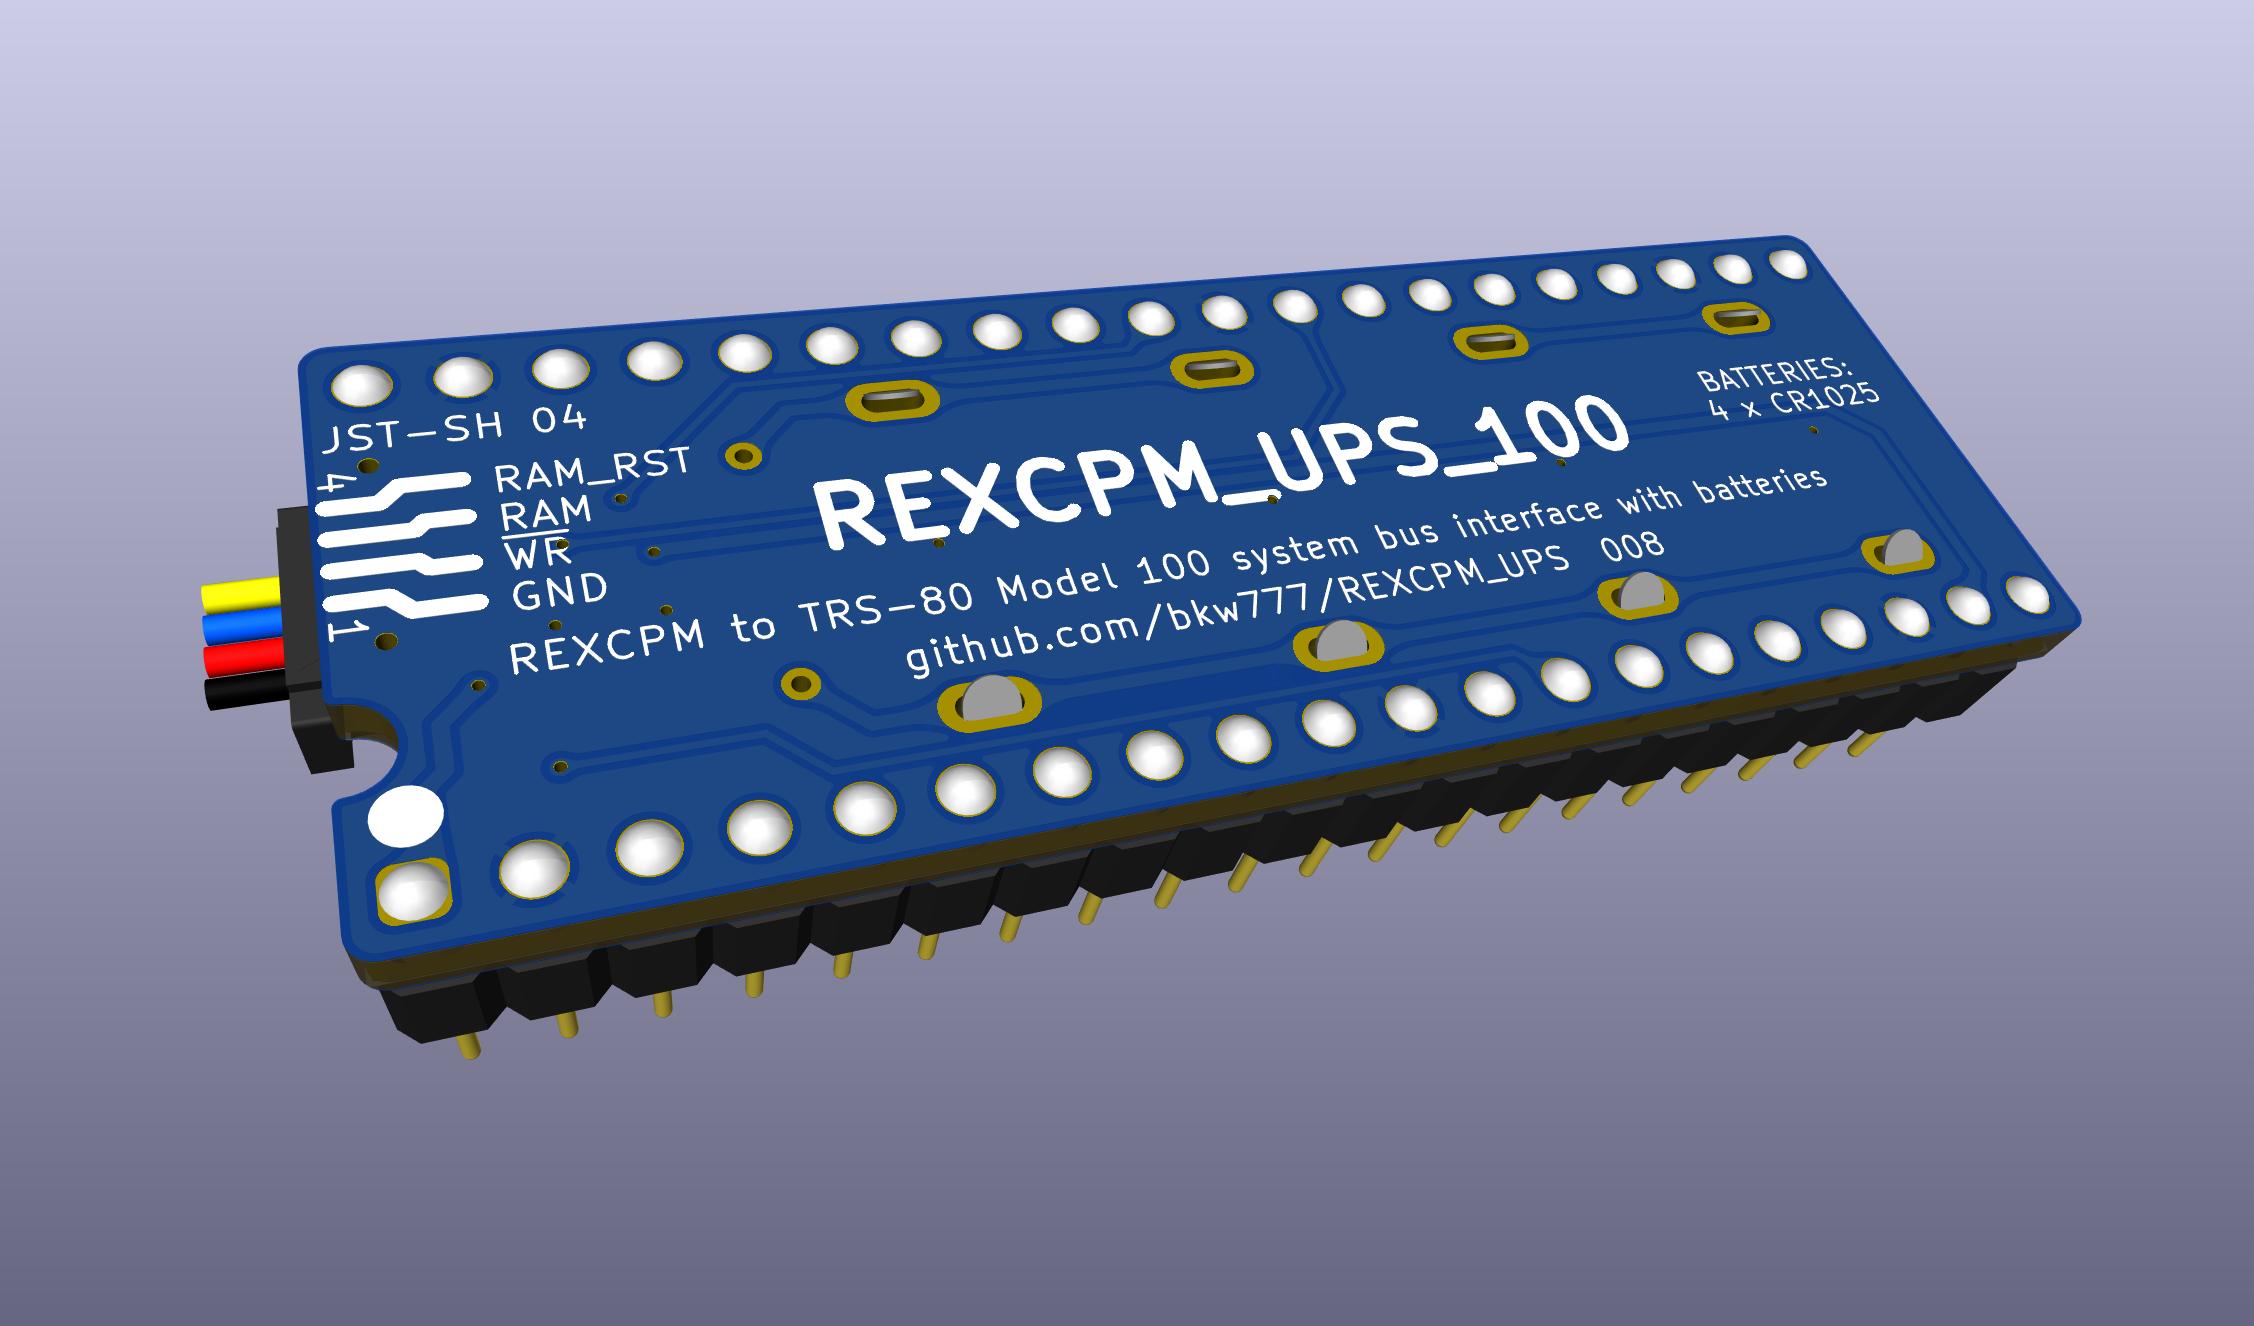 JST-SH 04
4
RAM_RST
RAM
W̅R̅
GND
1
REXCPM_UPS_100
BATTERIES:
4 x CR1025
REXCPM to TRS-80 Model 100 system bus interface with batteries
github.com/bkw777/REXCPM_UPS 008